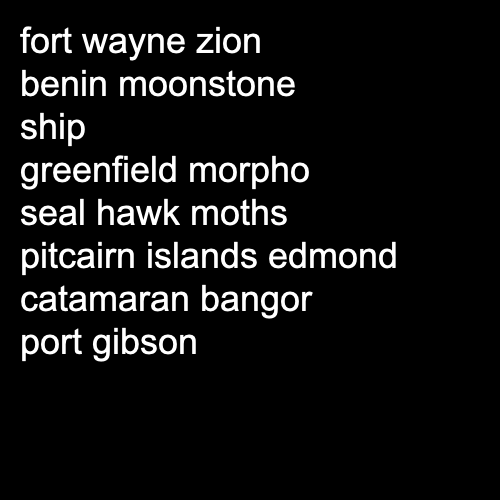 fort wayne zion
benin moonstone
ship
greenfield morpho
seal hawk moths
pitcairn islands edmond
catamaran bangor
port gibson